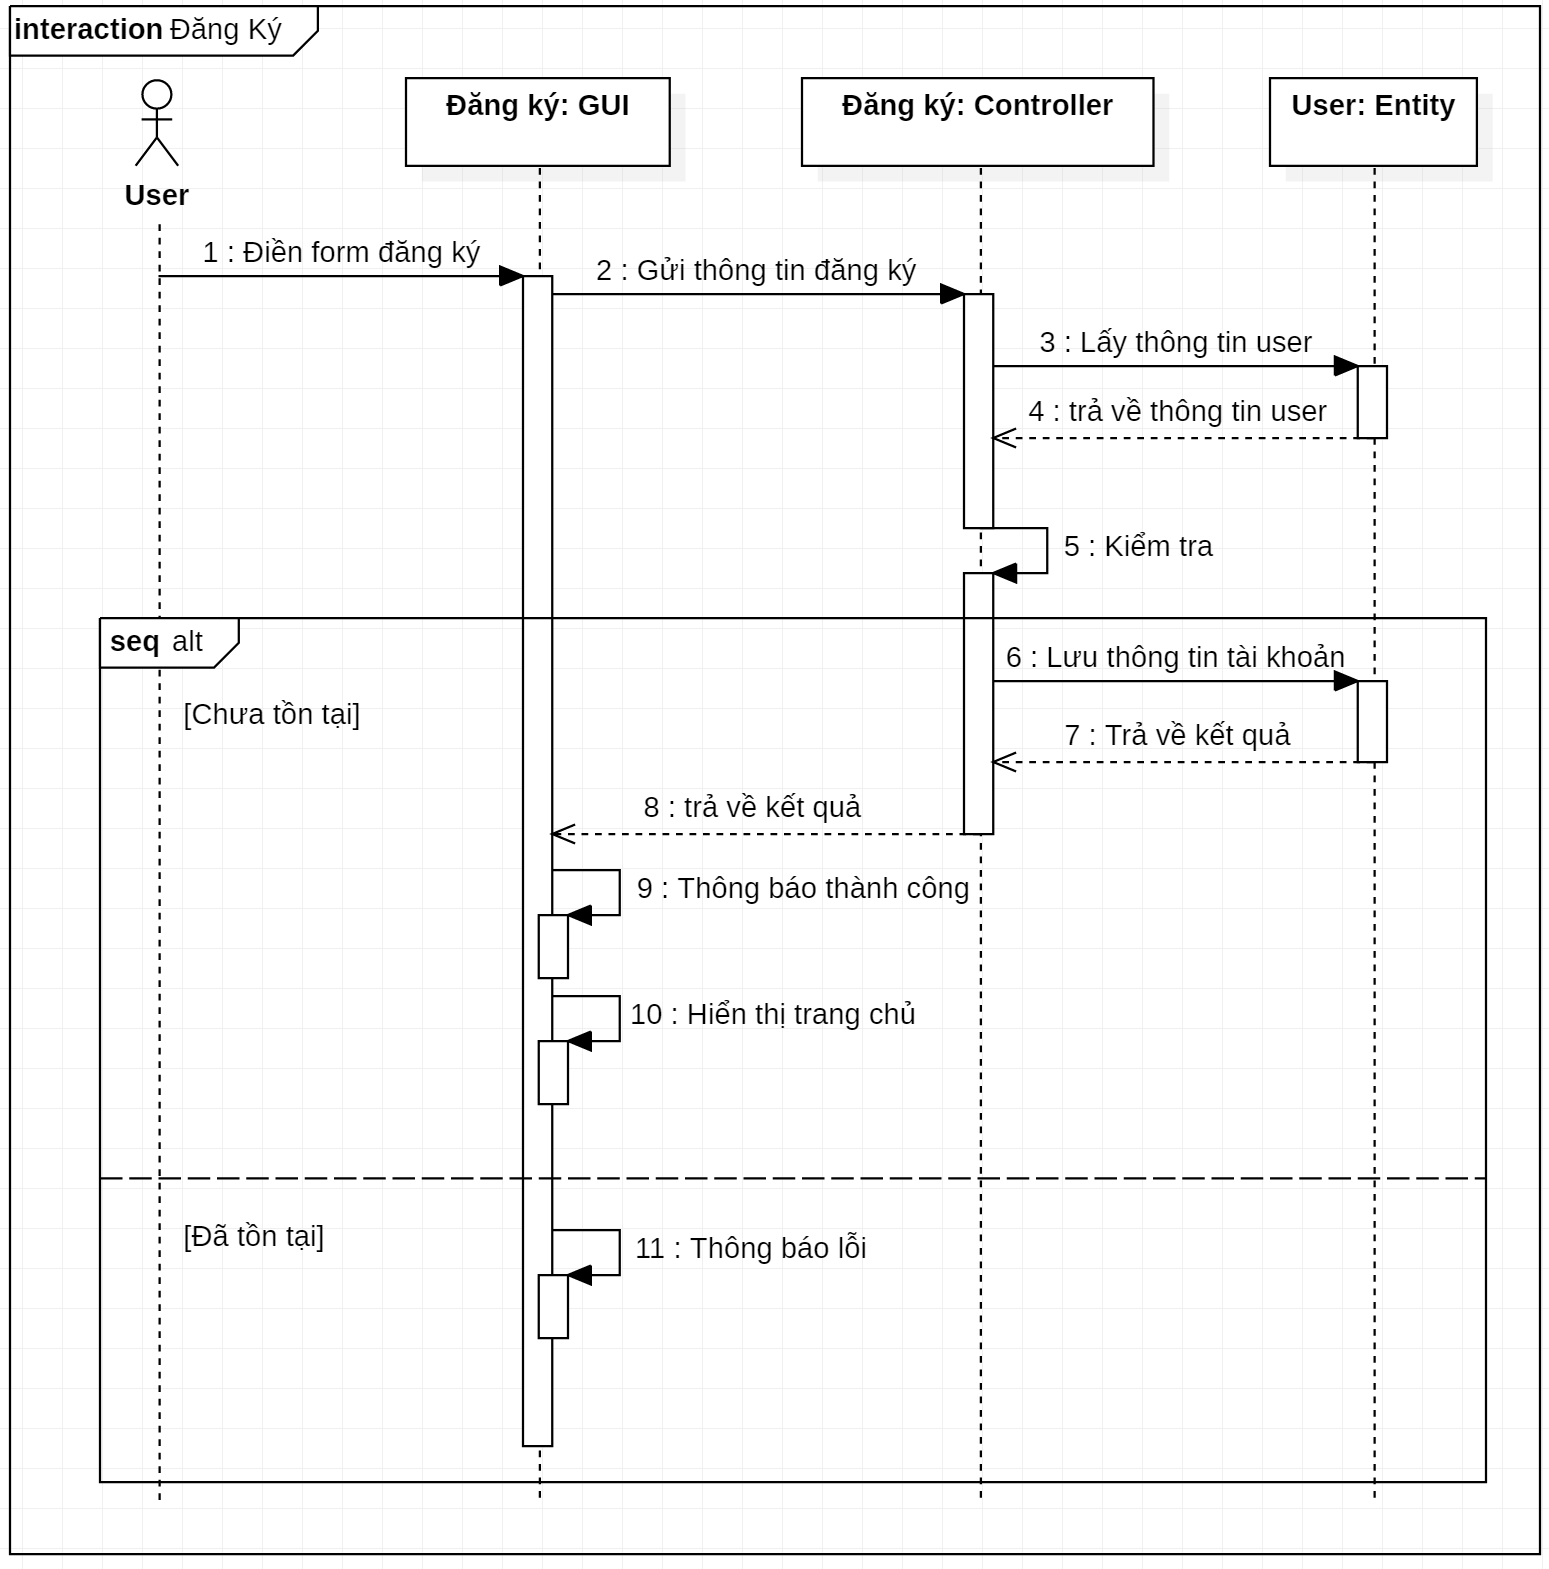 interaction Đăng Ký
Đăng ký: GUI
Đăng ký: Controller
User: Entity
User
1 : Điền form đăng ký
2 : Gửi thông tin đăng ký
3 : Lấy thông tin user
4 : trả về thông tin user
5 : Kiểm tra
seq alt
6 : Lưu thông tin tài khoản
[Chưa tồn tại]
7 : Trả về kết quả
8 : trả về kết quả
9 : Thông báo thành công
10 : Hiển thị trang chủ
[Đã tồn tại]
11 : Thông báo lỗi